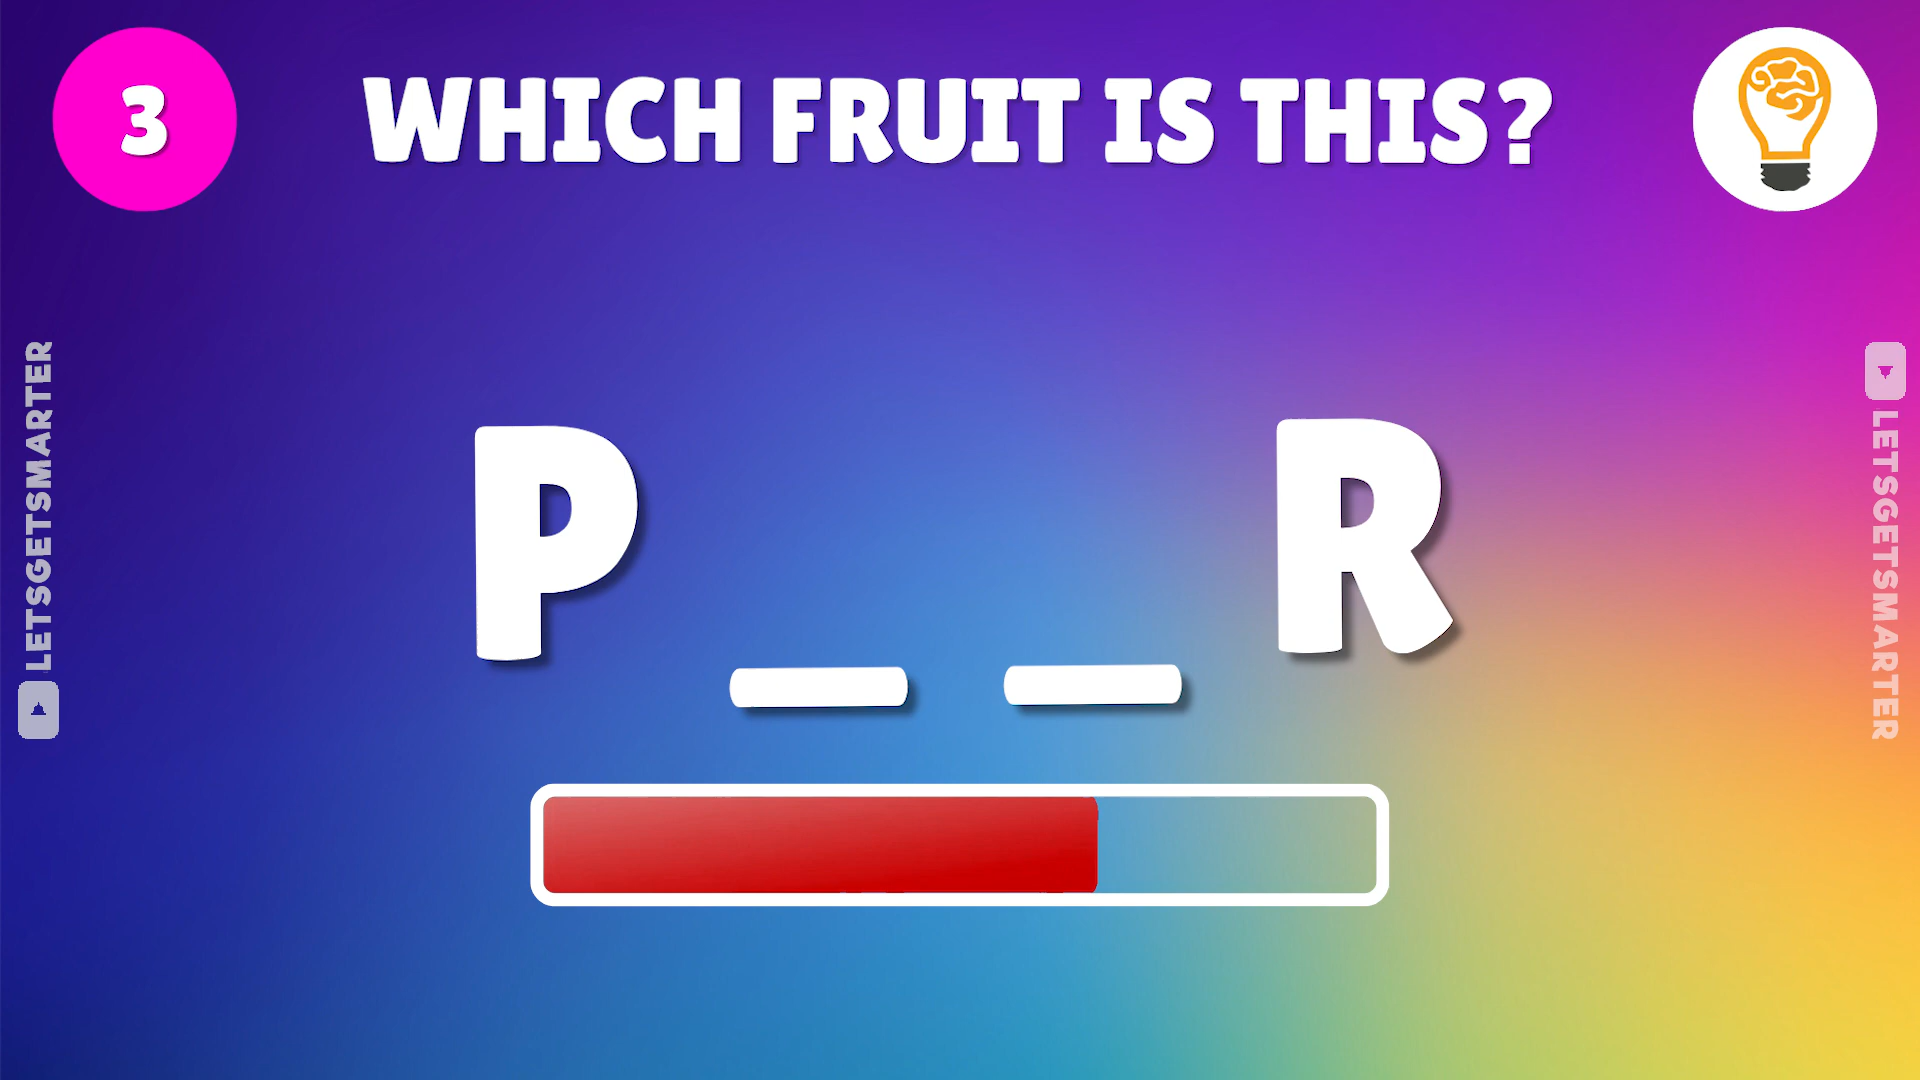 3
WHICH FRUIT IS THIS?
LETSGETSMARTER
P _ _ R
LETSGETSMARTER